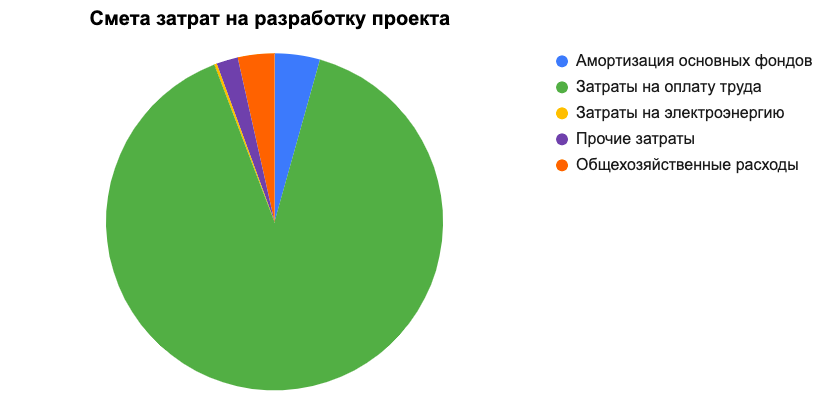 Смета затрат на разработку проекта
Амортизация основных фондов
Затраты на оплату труда
Затраты на электроэнергию
Прочие затраты
Общехозяйственные расходы